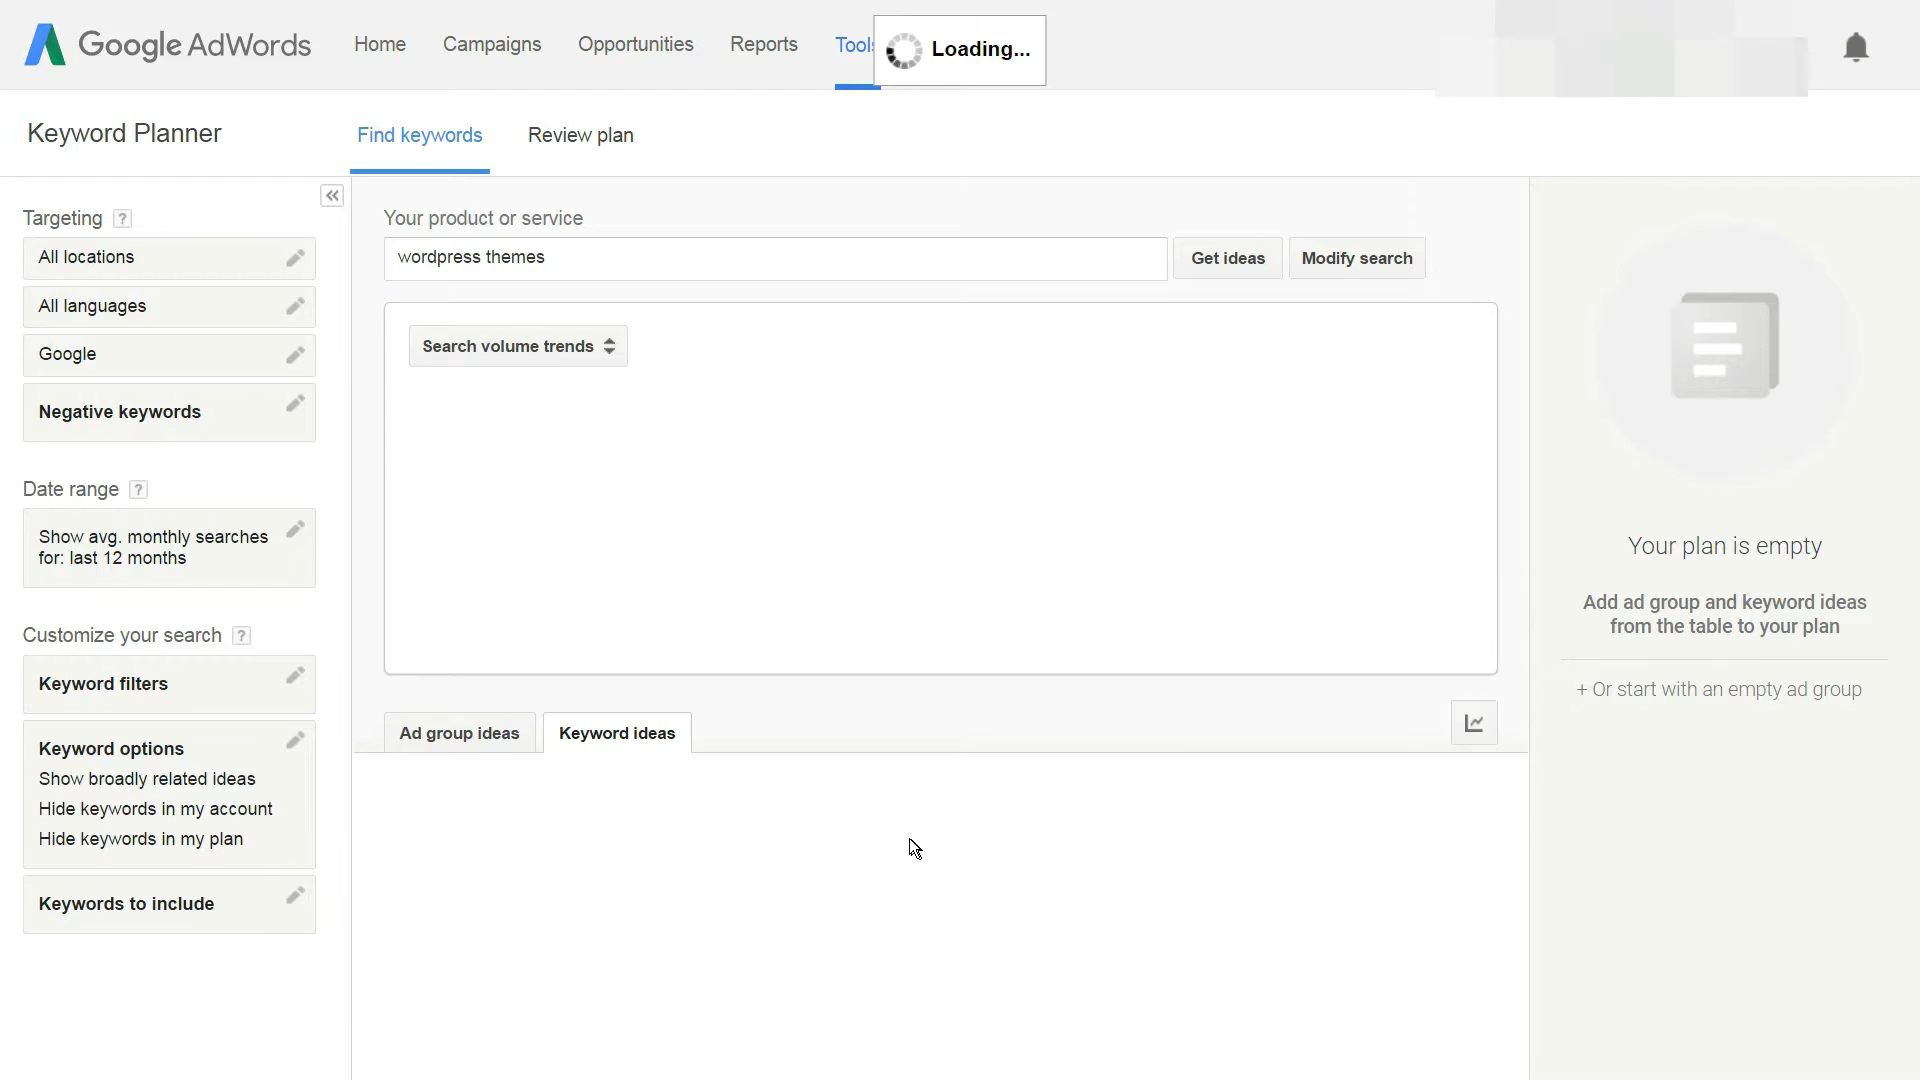 Google AdWords
Home
Campaigns
Opportunities
Reports
Tools
Loading...
Keyword Planner
Find keywords
Review plan
Targeting ?
All locations
All languages
Google
Negative keywords
Date range ?
Show avg. monthly searches
for: last 12 months
Customize your search ?
Keyword filters
Keyword options
Show broadly related ideas
Hide keywords in my account
Hide keywords in my plan
Keywords to include
Your product or service
wordpress themes
Get ideas
Modify search
Search volume trends
Ad group ideas
Keyword ideas
Your plan is empty
Add ad group and keyword ideas
from the table to your plan
+ Or start with an empty ad group